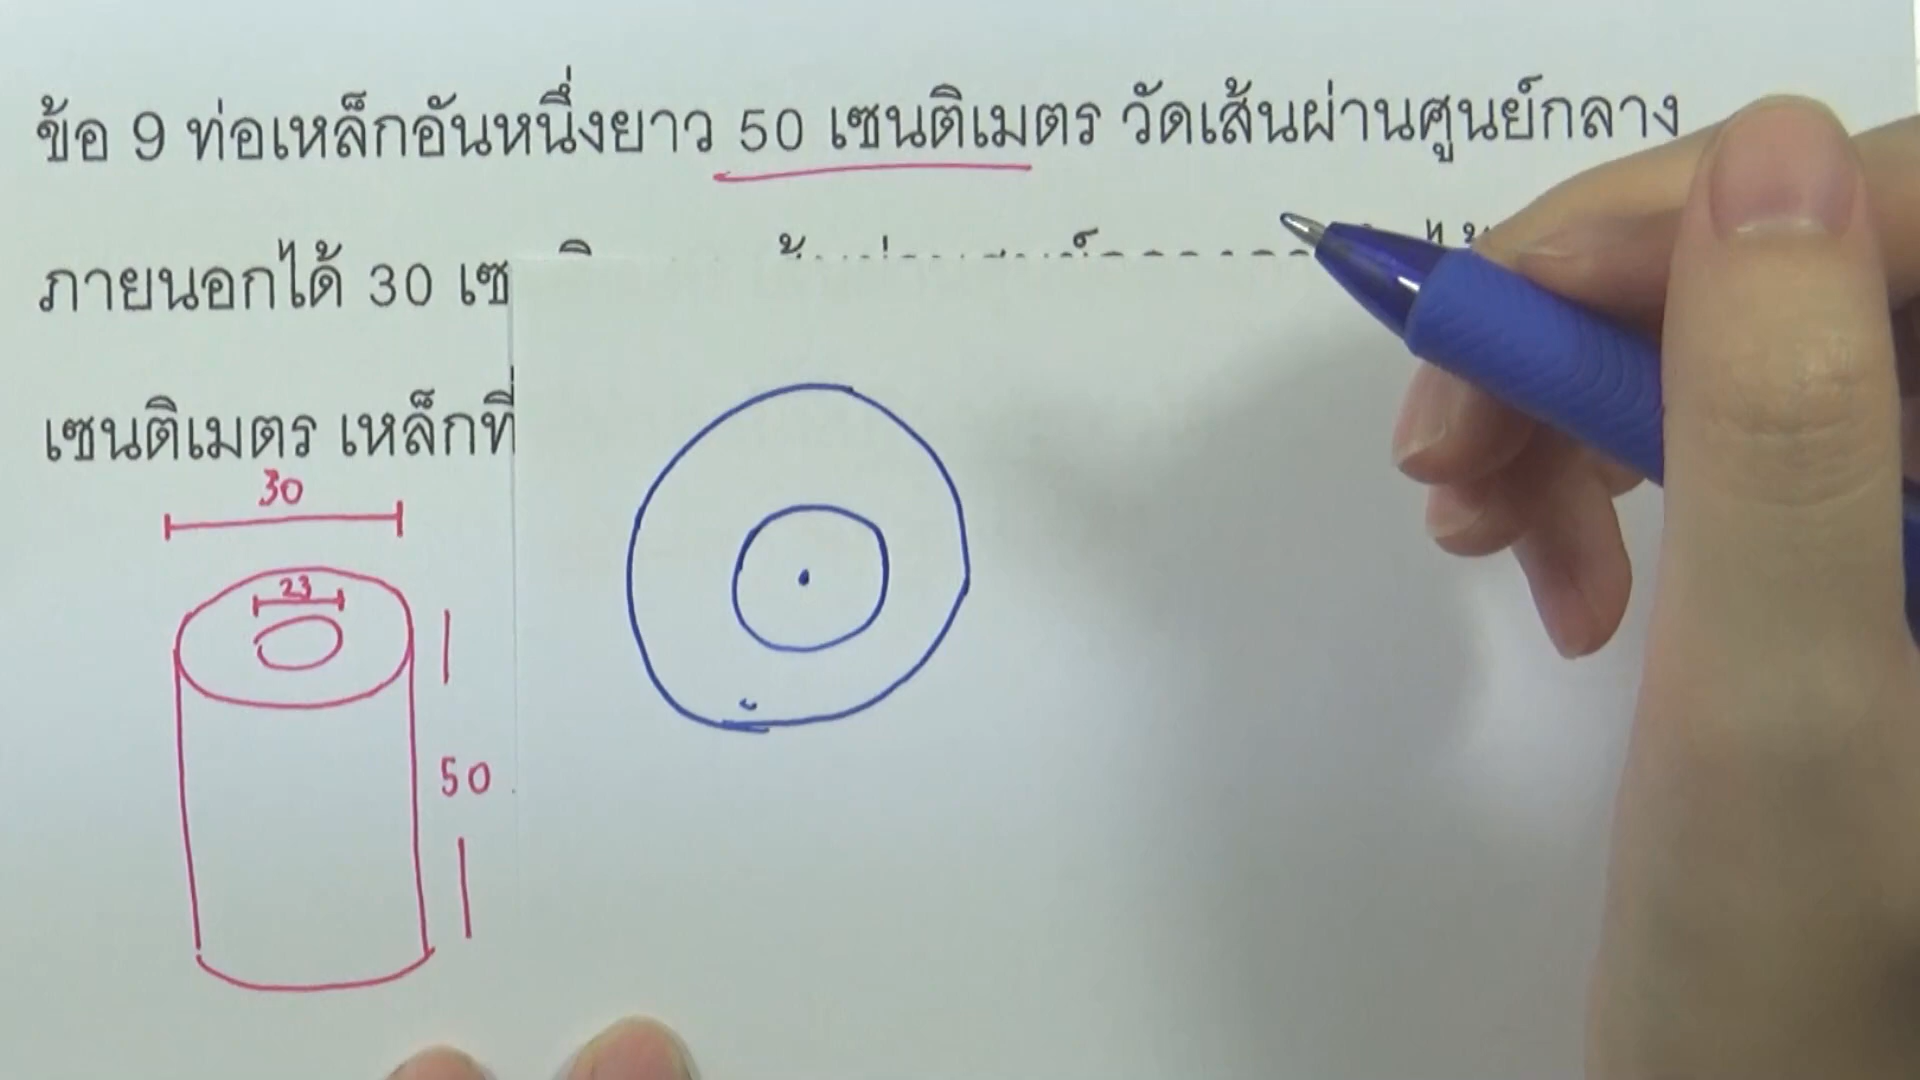 ข้อ 9 ท่อเหล็กอันหนึ่งยาว 50 เซนติเมตร วัดเส้นผ่านศูนย์กลาง
ภายนอกได้ 30
เซนติเมตร เหล็กที่
30
23
50